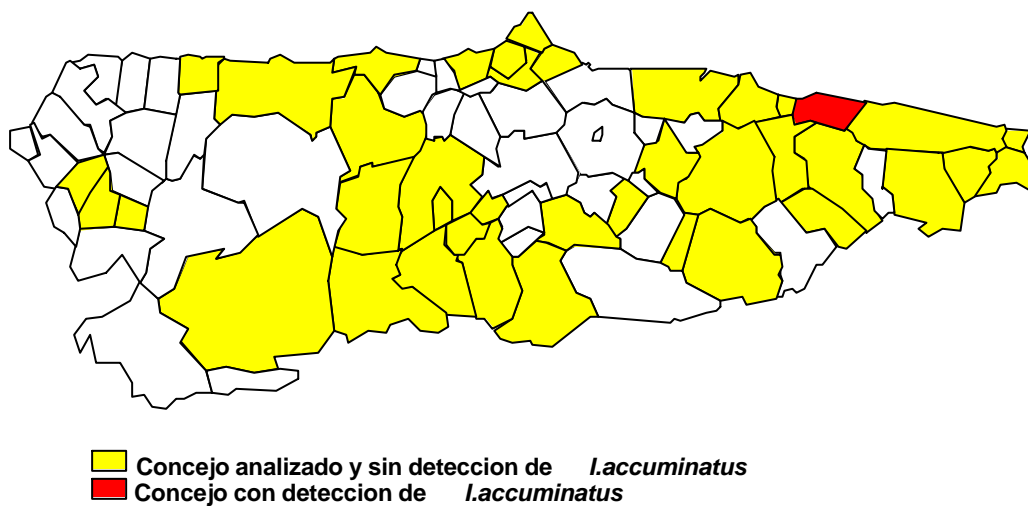 Concejo analizado y sin deteccion de I.accuminatus
Concejo con deteccion de I.accuminatus